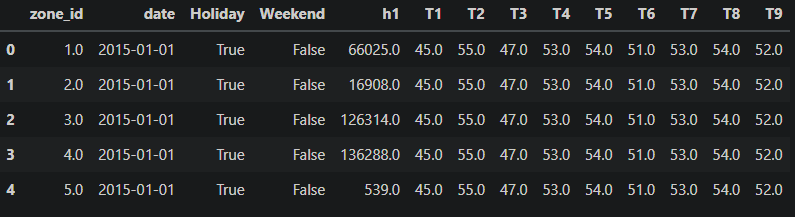 zone_id date Holiday Weekend h1 T1 T2 T3 T4 T5 T6 T7 T8 T9
0 1.0 2015-01-01 True False 66025.0 45.0 55.0 47.0 53.0 54.0 51.0 53.0 54.0 52.0
1 2.0 2015-01-01 True False 16908.0 45.0 55.0 47.0 53.0 54.0 51.0 53.0 54.0 52.0
2 3.0 2015-01-01 True False 126314.0 45.0 55.0 47.0 53.0 54.0 51.0 53.0 54.0 52.0
3 4.0 2015-01-01 True False 136288.0 45.0 55.0 47.0 53.0 54.0 51.0 53.0 54.0 52.0
4 5.0 2015-01-01 True False 539.0 45.0 55.0 47.0 53.0 54.0 51.0 53.0 54.0 52.0